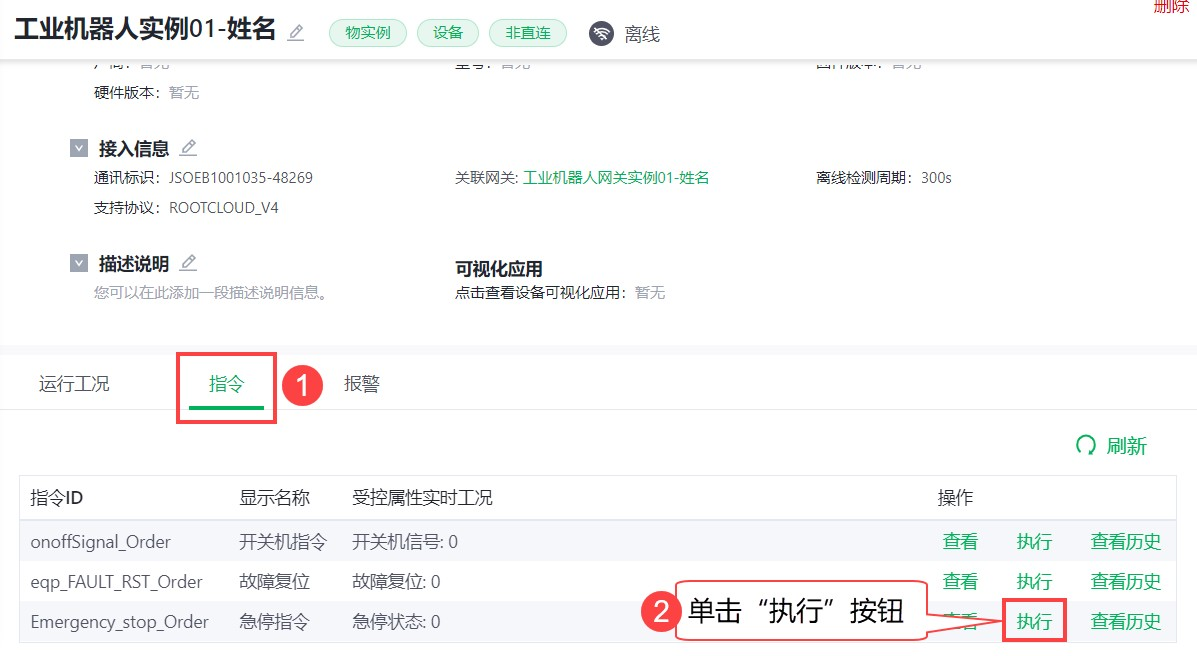 删除
工业机器人实例01-姓名 物实例 设备 非直连 离线
硬件版本：暂无
接入信息
通讯标识：JSOEB1001035-48269 关联网关: 工业机器人网关实例01-姓名 离线检测周期：300s
支持协议：ROOTCLOUD_V4
描述说明 可视化应用
您可以在此添加一段描述说明信息。 点击查看设备可视化应用：暂无
运行工况 指令 1 报警
刷新
指令ID 显示名称 受控属性实时工况 操作
onoffSignal_Order 开关机指令 开关机信号: 0 查看 执行 查看历史
eqp_FAULT_RST_Order 故障复位 故障复位: 0 查看 执行 查看历史
Emergency_stop_Order 急停指令 急停状态: 0 2 单击“执行”按钮 查看 执行 查看历史